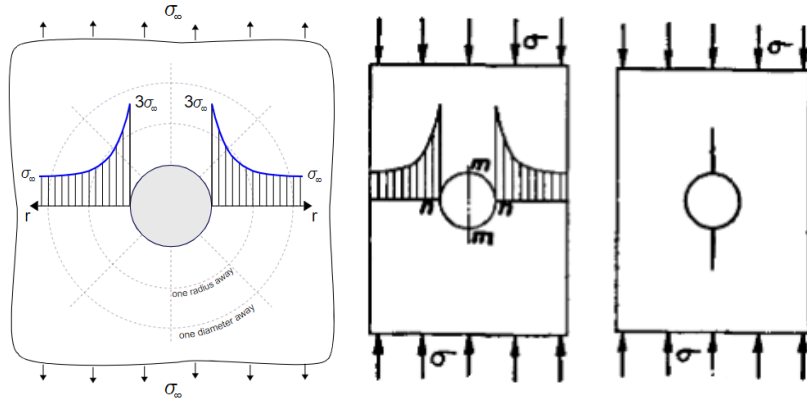 σ∞
3σ∞ 3σ∞
σ∞ σ∞
r r
one radius away
one diameter away
σ∞
σ
m
n n
m
σ
σ
σ